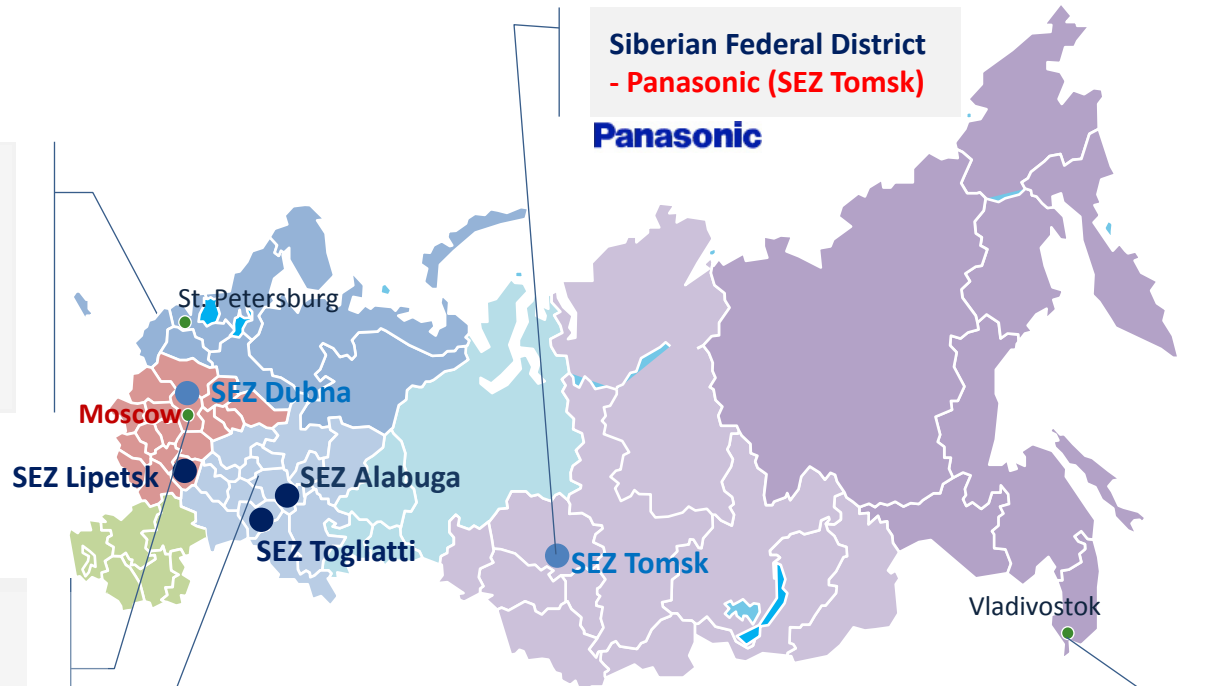 Siberian Federal District
- Panasonic (SEZ Tomsk)
Panasonic
St. Petersburg
SEZ Dubna
Moscow
SEZ Lipetsk
SEZ Alabuga
SEZ Togliatti
SEZ Tomsk
Vladivostok